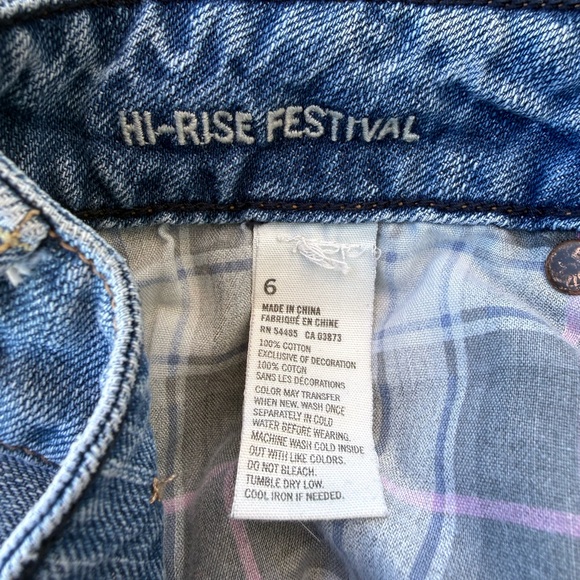 HI-RISE FESTIVAL
6
MADE IN CHINA
FABRIQUÉ EN CHINE
RN 54485 CA 03873
100% COTTON
EXCLUSIVE OF DECORATION
100% COTON
SANS LES DÉCORATIONS
COLOR MAY TRANSFER
WHEN NEW. WASH ONCE
SEPARATELY IN COLD
WATER BEFORE WEARING.
MACHINE WASH COLD INSIDE
OUT WITH LIKE COLORS.
DO NOT BLEACH.
TUMBLE DRY LOW.
COOL IRON IF NEEDED.